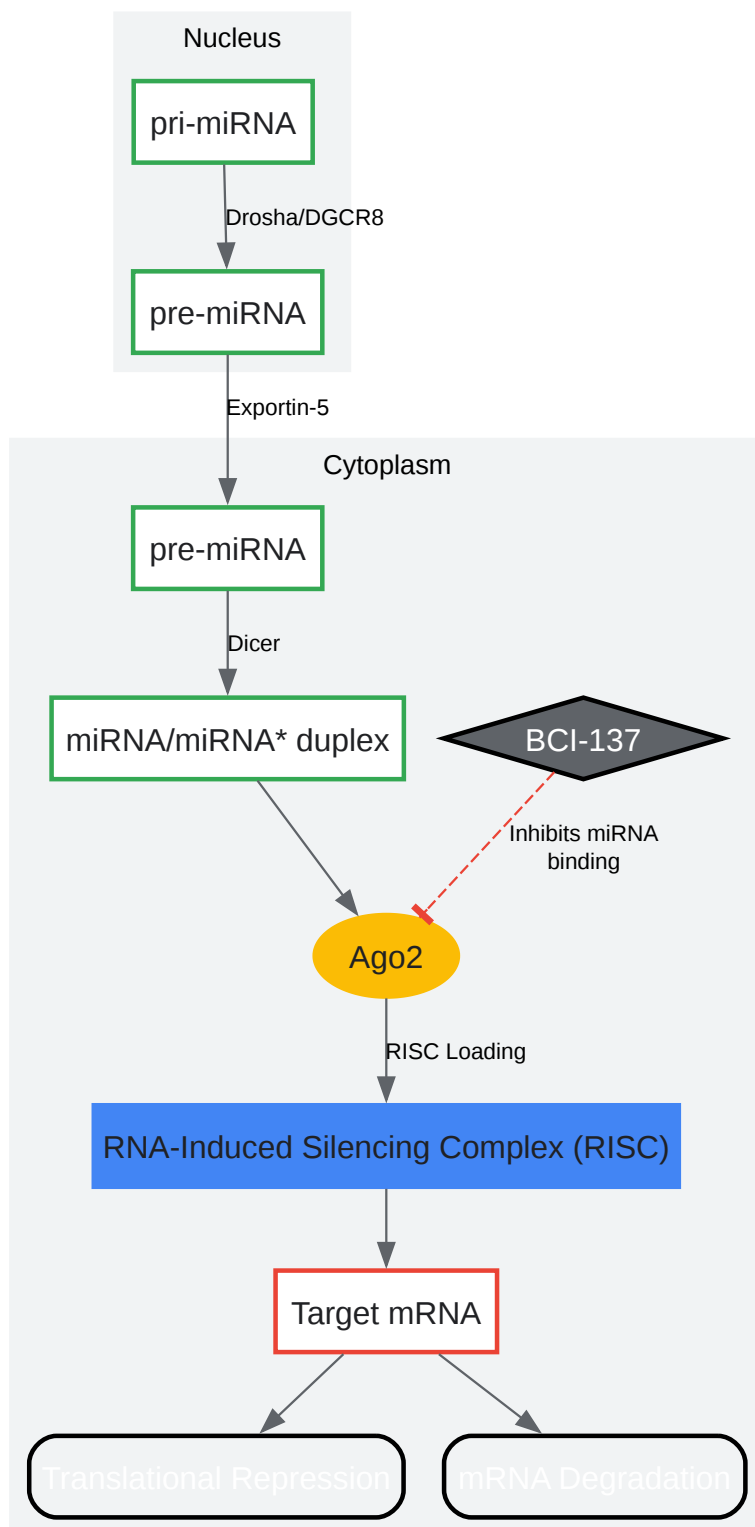 Nucleus
pri-miRNA
Drosha/DGCR8
pre-miRNA
Exportin-5
Cytoplasm
pre-miRNA
Dicer
miRNA/miRNA* duplex
BCI-137
Inhibits miRNA
binding
Ago2
RISC Loading
RNA-Induced Silencing Complex (RISC)
Target mRNA
Translational Repression
mRNA Degradation